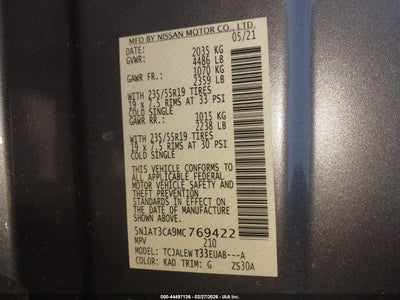 MFD BY NISSAN MOTOR CO., LTD.
DATE: 05/21
GVWR: 2035 KG
4486 LB
GAWR FR.: 1070 KG
2359 LB
WITH 235/55R19 TIRES
19 x 7.5 RIMS AT 33 PSI
COLD SINGLE
GAWR RR.: 1015 KG
2238 LB
WITH 235/55R19 TIRES
19 x 7.5 RIMS AT 30 PSI
COLD SINGLE
THIS VEHICLE CONFORMS TO
ALL APPLICABLE FEDERAL
MOTOR VEHICLE SAFETY AND
THEFT PREVENTION STANDARDS
IN EFFECT ON THE DATE OF
MANUFACTURE SHOWN ABOVE.
5N1AT3CA9MC769422
MPV 210
MODEL: TCJALEWT33EUAB---A
COLOR: KAD TRIM: G ZS30A
ID: 44497136 02/27/2026 - IAA